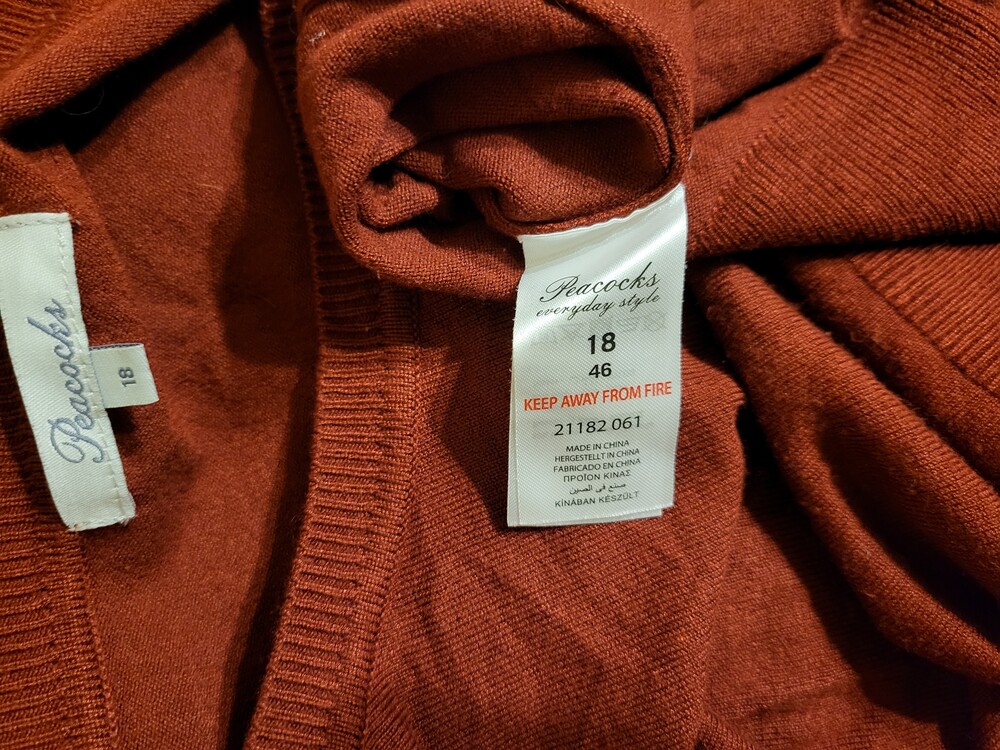 Peacocks
18
Peacocks
everyday style
18
46
KEEP AWAY FROM FIRE
21182 061
MADE IN CHINA
HERGESTELLT IN CHINA
FABRICADO EN CHINA
ΠΡΟΪΟΝ ΚΙΝΑΣ
صنع في الصين
KÍNÁBAN KÉSZÜLT